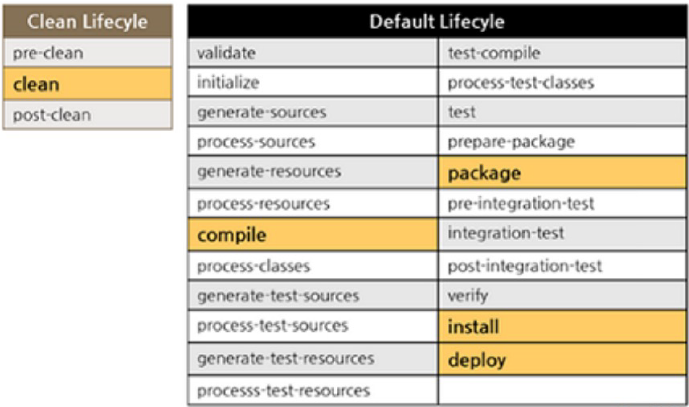 Clean Lifecyle
pre-clean
clean
post-clean
Default Lifecyle
validate
initialize
generate-sources
process-sources
generate-resources
process-resources
compile
process-classes
generate-test-sources
process-test-sources
generate-test-resources
processs-test-resources
test-compile
process-test-classes
test
prepare-package
package
pre-integration-test
integration-test
post-integration-test
verify
install
deploy